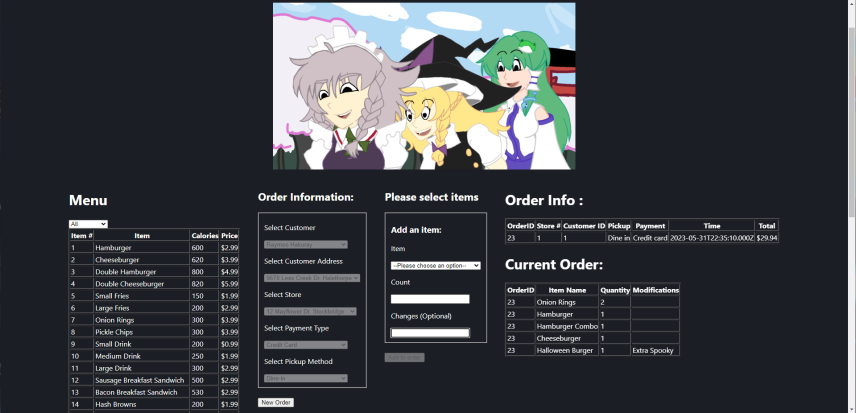 Menu
All
Item # Item Calories Price
1 Hamburger 600 $2.99
2 Cheeseburger 620 $3.99
3 Double Hamburger 800 $4.99
4 Double Cheeseburger 820 $5.99
5 Small Fries 150 $1.99
6 Large Fries 200 $2.99
7 Onion Rings 300 $3.99
8 Pickle Chips 300 $3.99
9 Small Drink 200 $0.99
10 Medium Drink 250 $1.99
11 Large Drink 300 $2.99
12 Sausage Breakfast Sandwich 500 $2.99
13 Bacon Breakfast Sandwich 530 $2.99
14 Hash Browns 200 $1.99
Order Information:
Select Customer
Select Customer Address
Select Store
12 Mayflower Dr. Stockbridge
Select Payment Type
Credit Card
Select Pickup Method
Dine in
New Order
Please select items
Add an item:
Item
--Please choose an option--
Count
Changes (Optional)
Add to order
Order Info :
OrderID Store # Customer ID Pickup Payment Time Total
23 1 1 Dine in Credit card 2023-05-31T22:35:10.000Z $29.94
Current Order:
OrderID Item Name Quantity Modifications
23 Onion Rings 2
23 Hamburger 1
23 Hamburger Combo 1
23 Cheeseburger 1
23 Halloween Burger 1 Extra Spooky